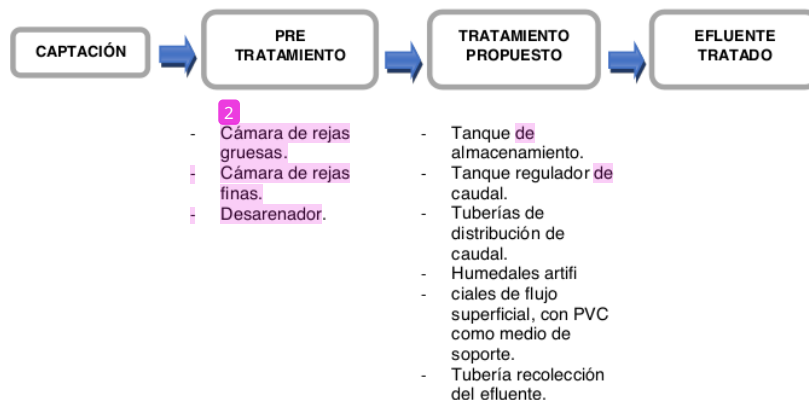 CAPTACIÓN
PRE
TRATAMIENTO
TRATAMIENTO
PROPUESTO
EFLUENTE
TRATADO
2
- Cámara de rejas
gruesas.
- Cámara de rejas
finas.
- Desarenador.
- Tanque de
almacenamiento.
- Tanque regulador de
caudal.
- Tuberías de
distribución de
caudal.
- Humedales artifi
- ciales de flujo
superficial, con PVC
como medio de
soporte.
- Tubería recolección
del efluente.